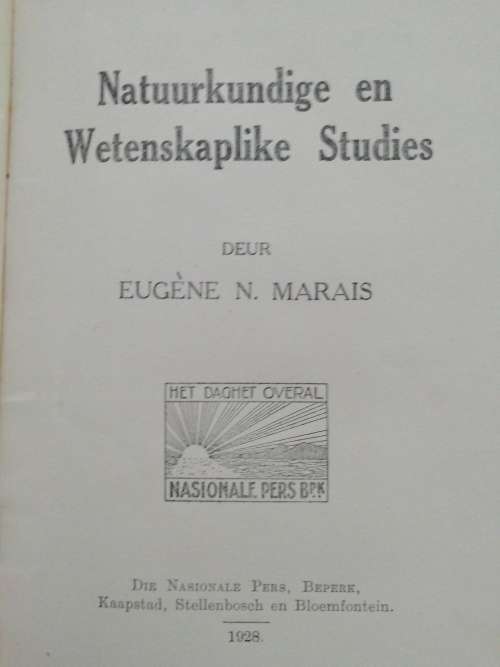 Natuurkundige en
Wetenskaplike Studies
DEUR
EUGÈNE N. MARAIS
HET DAGHET OVERAL
NASIONALE PERS BPK
DIE NASIONALE PERS, BEPERK,
Kaapstad, Stellenbosch en Bloemfontein.
1928.